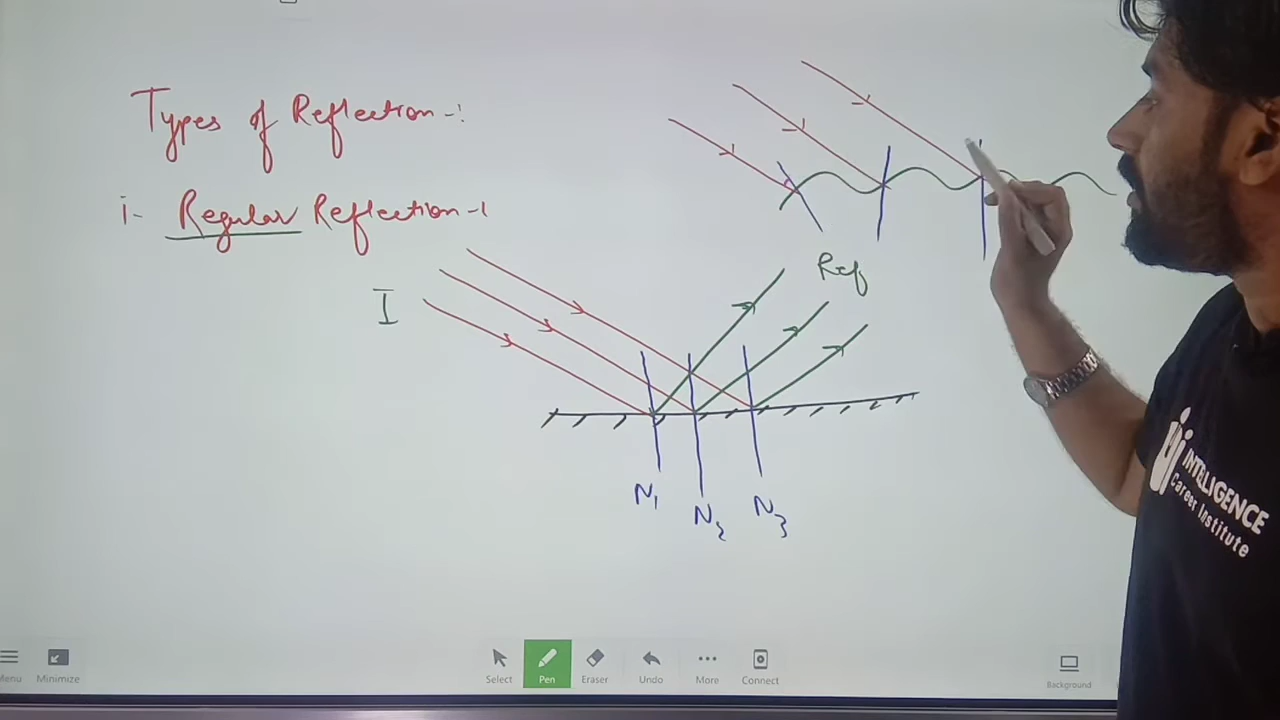 Types of Reflection -:
i- Regular Reflection -:
I
Ref
N1
N2
N3
INTELLIGENCE
Career Institute
Menu
Minimize
Select
Pen
Eraser
Undo
More
Connect
Background